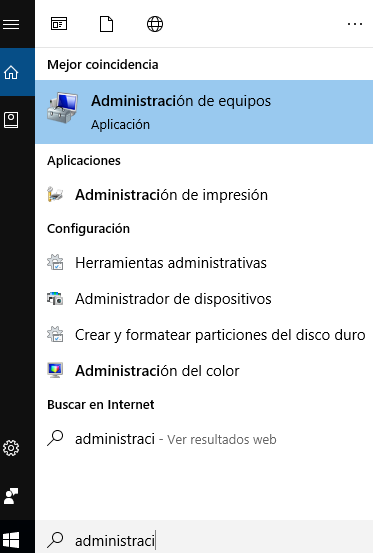 Mejor coincidencia
Administración de equipos
Aplicación
Aplicaciones
Administración de impresión
Configuración
Herramientas administrativas
Administrador de dispositivos
Crear y formatear particiones del disco duro
Administración del color
Buscar en Internet
administraci - Ver resultados web
administraci